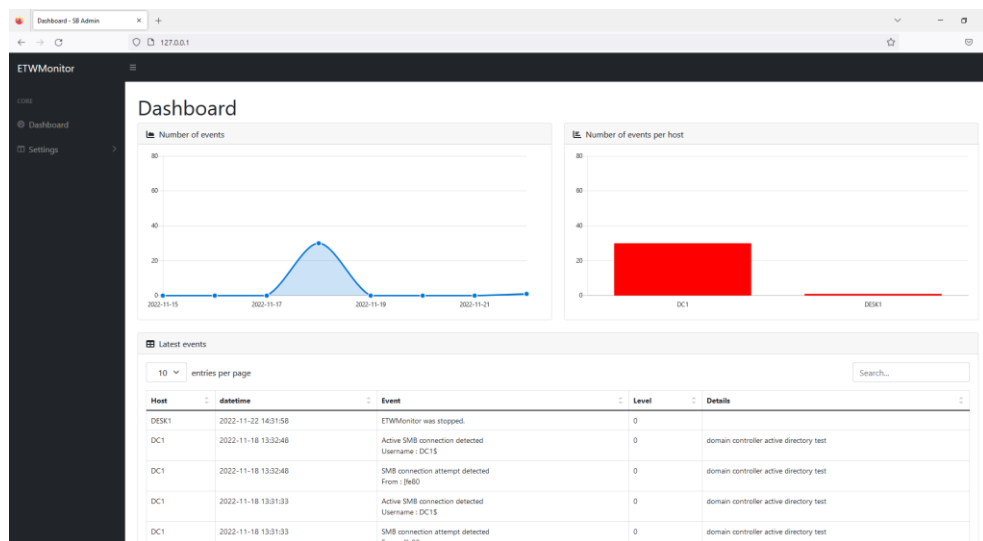 Dashboard - SB Admin
127.0.0.1
ETWMonitor
CORE
Dashboard
Settings
Dashboard
Number of events
80
60
40
20
0
2022-11-15 2022-11-17 2022-11-19 2022-11-21
Number of events per host
80
60
40
20
0
DC1 DESK1
Latest events
10 entries per page
Search...
Host datetime Event Level Details
DESK1 2022-11-22 14:31:58 ETWMonitor was stopped. 0
DC1 2022-11-18 13:32:48 Active SMB connection detected 0 domain controller active directory test
Username : DC1$
DC1 2022-11-18 13:32:48 SMB connection attempt detected 0 domain controller active directory test
From : [fe80
DC1 2022-11-18 13:31:33 Active SMB connection detected 0 domain controller active directory test
Username : DC1$
DC1 2022-11-18 13:31:33 SMB connection attempt detected 0 domain controller active directory test